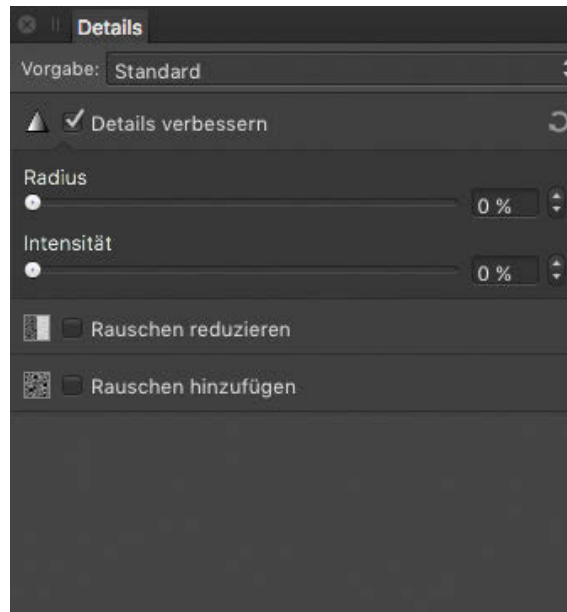 Details
Vorgabe: Standard
Details verbessern
Radius
0 %
Intensität
0 %
Rauschen reduzieren
Rauschen hinzufügen